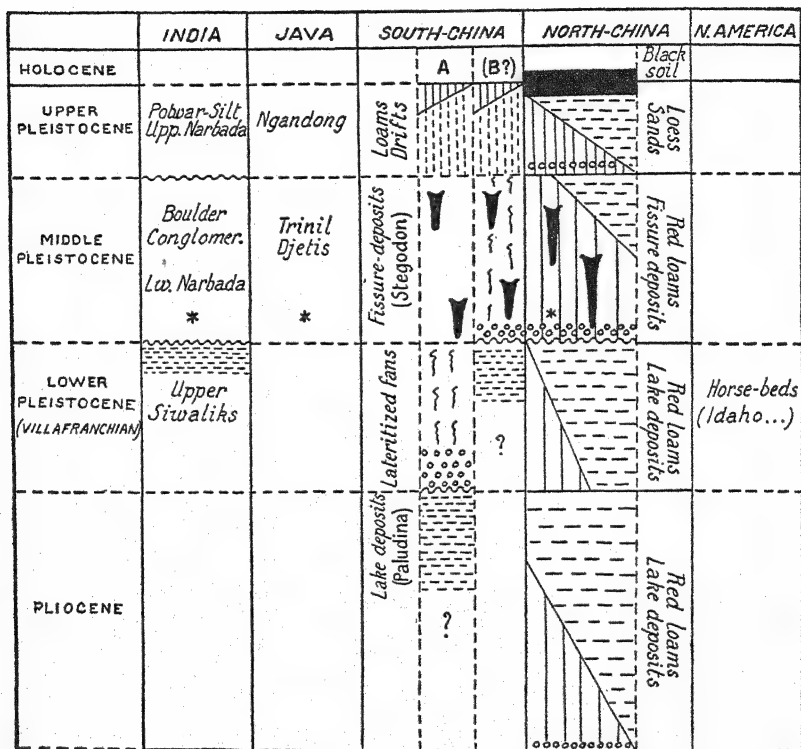 INDIA
JAVA
SOUTH-CHINA
NORTH-CHINA
N. AMERICA
HOLOCENE
A
(B?)
Black
soil
UPPER
PLEISTOCENE
Potwar-Silt
Upp. Narbada
Ngandong
Loams
Drifts
Loess
Sands
MIDDLE
PLEISTOCENE
Boulder
Conglomer.
Lw. Narbada
*
Trinil
Djetis
*
Fissure-deposits
(Stegodon)
*
Red loams
Fissure deposits
LOWER
PLEISTOCENE
(VILLAFRANCHIAN)
Upper
Siwaliks
Lateritized fans
?
Red loams
Lake deposits
Horse-beds
(Idaho...)
PLIOCENE
Lake deposits
(Paludina)
?
Red loams
Lake deposits